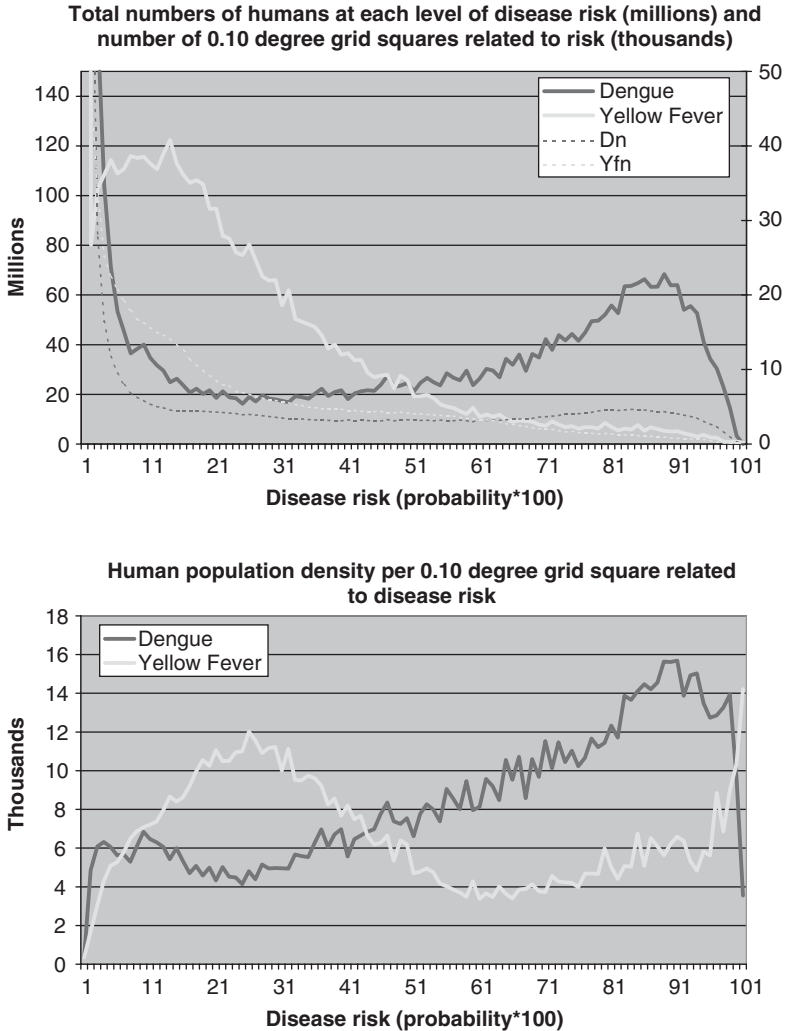 Total numbers of humans at each level of disease risk (millions) and
number of 0.10 degree grid squares related to risk (thousands)
140
120
100
80
60
40
20
0
Millions
50
40
30
20
10
0
Dengue
Yellow Fever
Dn
Yfn
1 11 21 31 41 51 61 71 81 91 101
Disease risk (probability*100)
Human population density per 0.10 degree grid square related
to disease risk
18
16
14
12
10
8
6
4
2
0
Thousands
Dengue
Yellow Fever
1 11 21 31 41 51 61 71 81 91 101
Disease risk (probability*100)